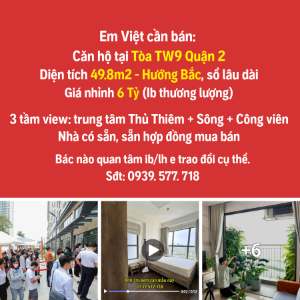 Em Việt cần bán:
Căn hộ tại Tòa TW9 Quận 2
Diện tích 49.8m2 - Hướng Bắc, sổ lâu dài
Giá nhỉnh 6 Tỷ (Ib thương lượng)
3 tầm view: trung tâm Thủ Thiêm + Sông + Công viên
Nhà có sẵn, sẵn hợp đồng mua bán
Bác nào quan tâm ib/lh e trao đổi cụ thể.
Sđt: 0939. 577. 718
+6